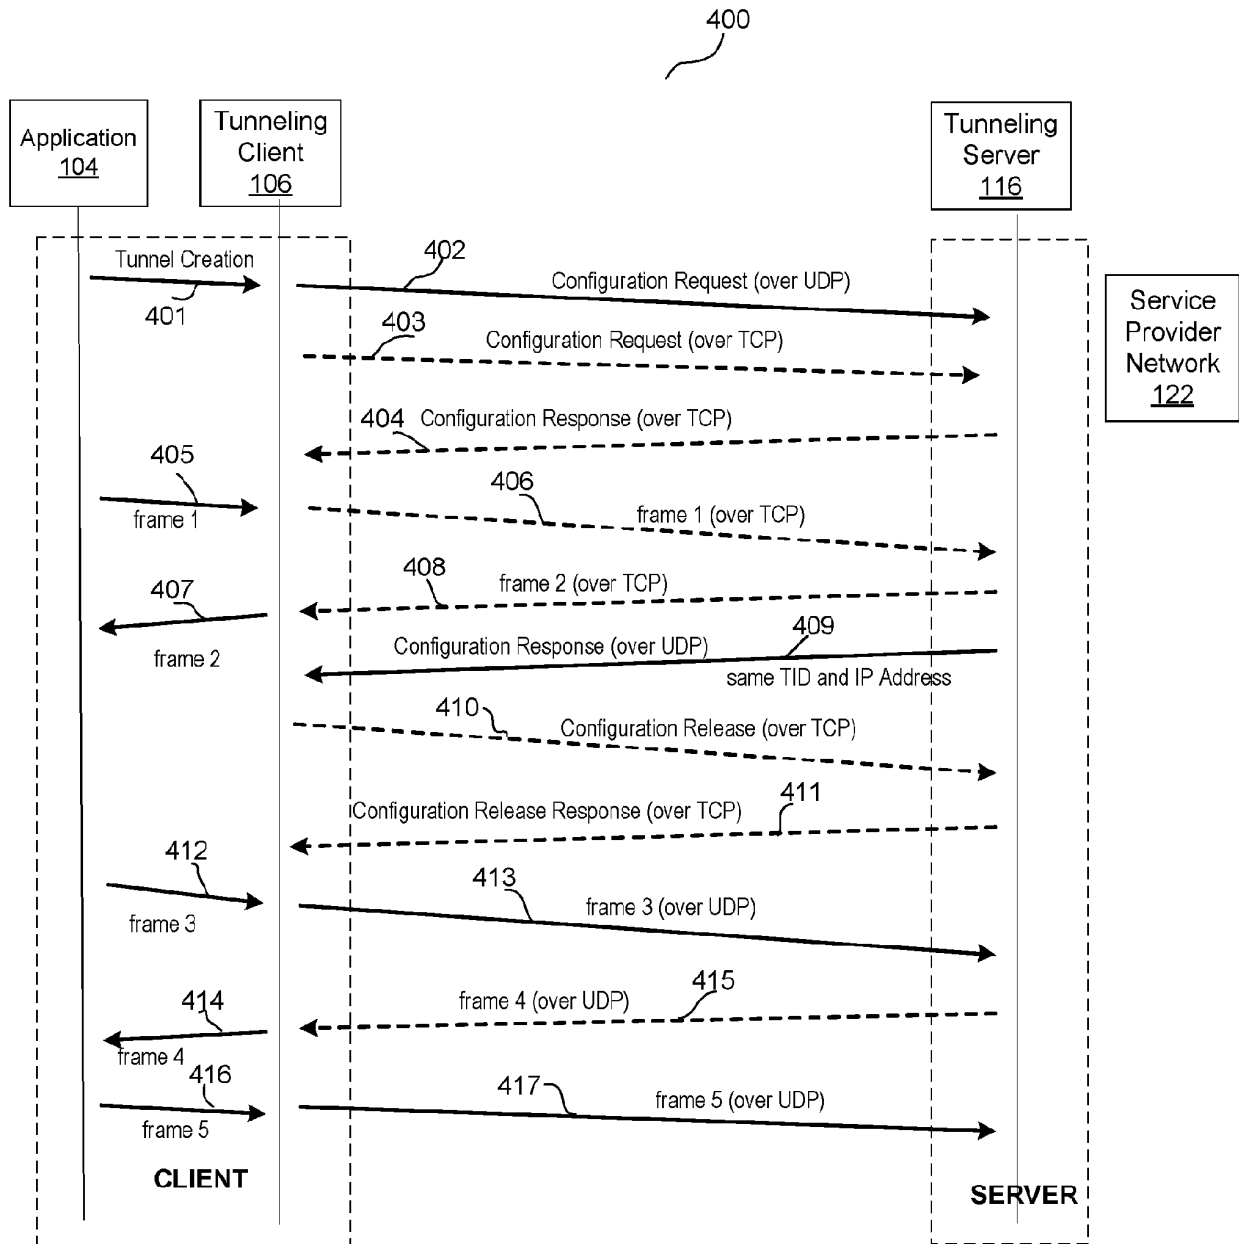 400
Application
104
Tunneling
Client
106
Tunneling
Server
116
Service
Provider
Network
122
Tunnel Creation
401
402
Configuration Request (over UDP)
403
Configuration Request (over TCP)
404
Configuration Response (over TCP)
405
frame 1
406
frame 1 (over TCP)
407
frame 2
408
frame 2 (over TCP)
409
Configuration Response (over UDP)
same TID and IP Address
410
Configuration Release (over TCP)
411
Configuration Release Response (over TCP)
412
frame 3
413
frame 3 (over UDP)
414
frame 4
415
frame 4 (over UDP)
416
frame 5
417
frame 5 (over UDP)
CLIENT
SERVER